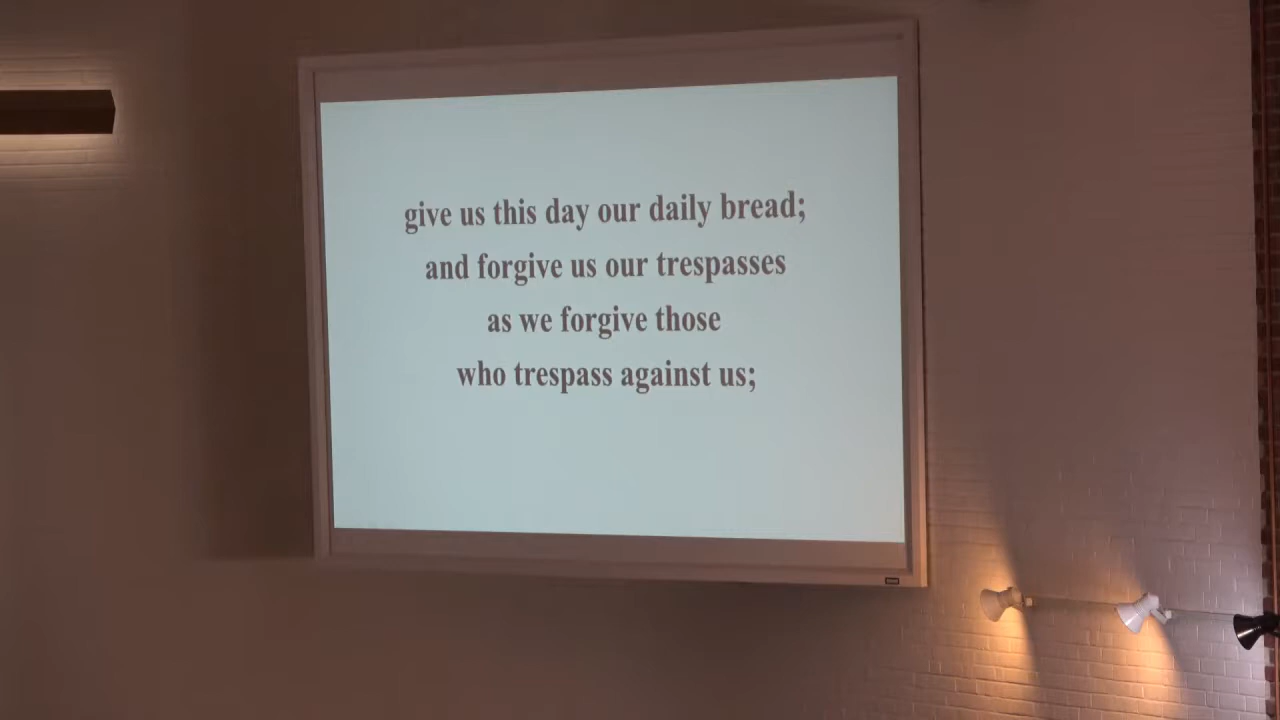 give us this day our daily bread;
and forgive us our trespasses
as we forgive those
who trespass against us;